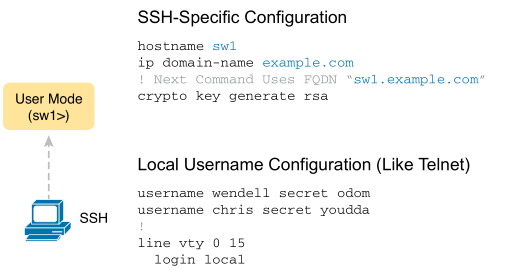 SSH-Specific Configuration
hostname sw1
ip domain-name example.com
! Next Command Uses FQDN “sw1.example.com”
crypto key generate rsa
User Mode
(sw1>)
SSH
Local Username Configuration (Like Telnet)
username wendell secret odom
username chris secret youdda
!
line vty 0 15
login local